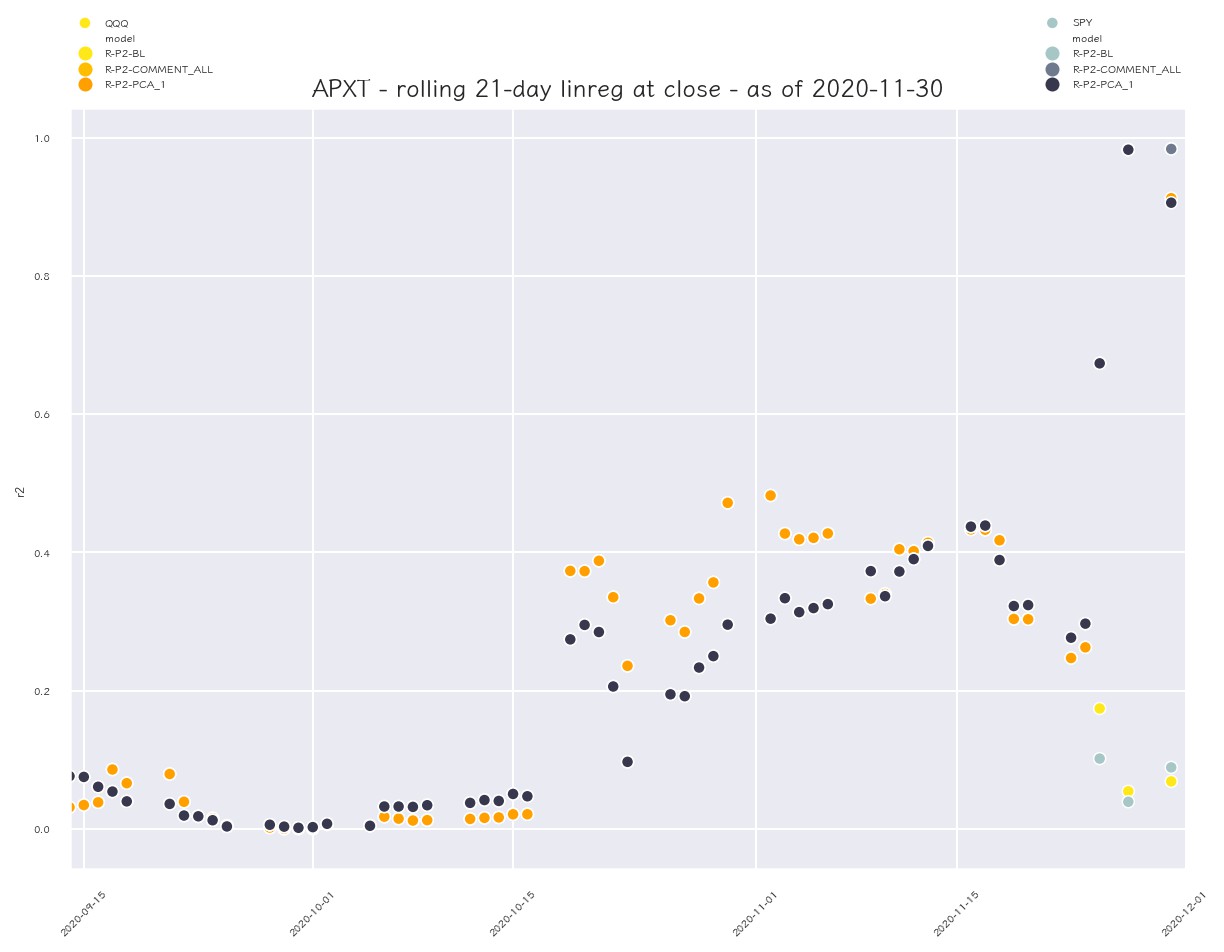 QQQ
model
R-P2-BL
R-P2-COMMENT_ALL
R-P2-PCA_1
SPY
model
R-P2-BL
R-P2-COMMENT_ALL
R-P2-PCA_1
APXT - rolling 21-day linreg at close - as of 2020-11-30
1.0
0.8
0.6
0.4
0.2
0.0
r2
2020-09-15
2020-10-01
2020-10-15
2020-11-01
2020-11-15
2020-12-01